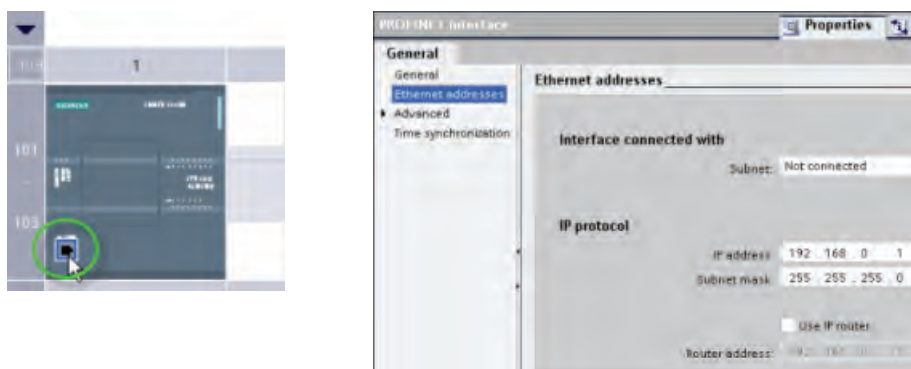 1
101
103
SIEMENS
PROFINET interface
Properties
General
General
Ethernet addresses
Advanced
Time synchronization
Ethernet addresses
Interface connected with
Subnet: Not connected
IP protocol
IP address: 192 . 168 . 0 . 1
Subnet mask: 255 . 255 . 255 . 0
Use IP router
Router address: